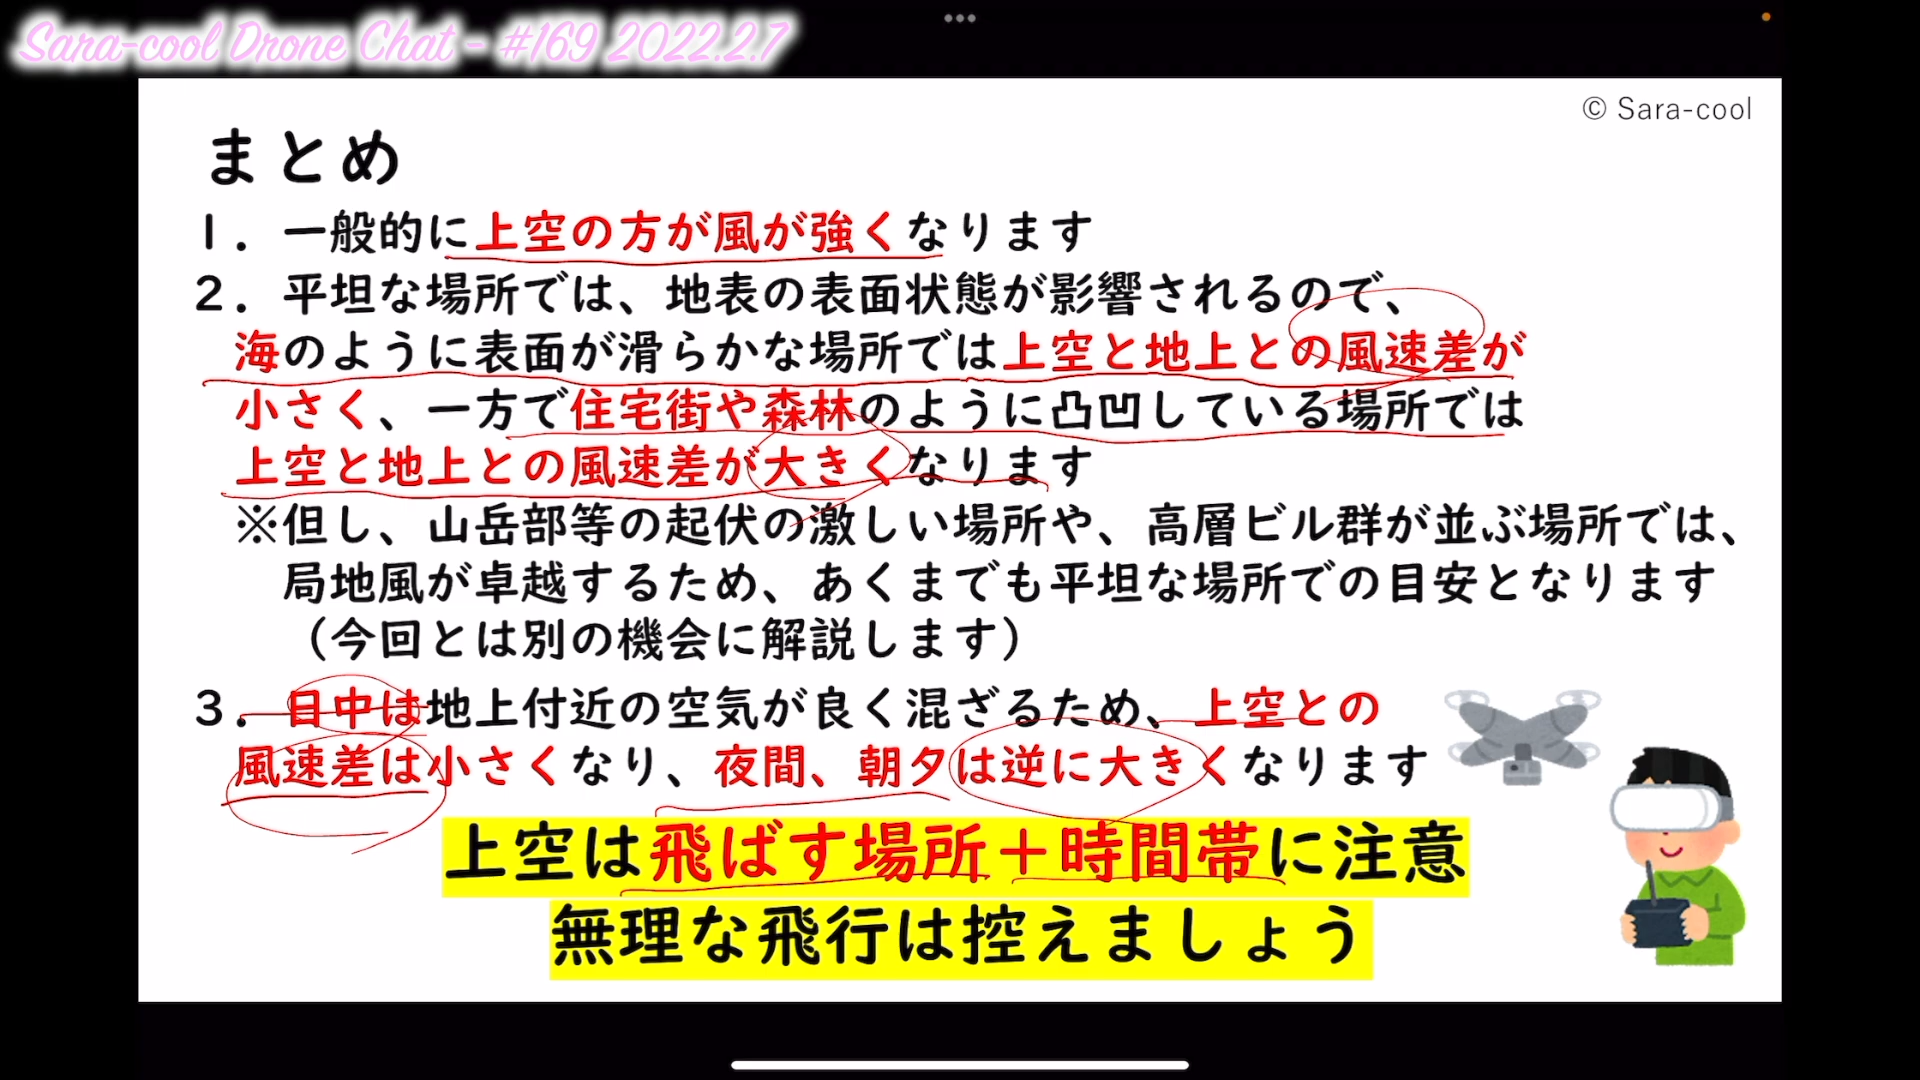 Sara-cool Drone Chat - #169 2022.2.7
© Sara-cool
まとめ
１．一般的に上空の方が風が強くなります
２．平坦な場所では、地表の表面状態が影響されるので、
海のように表面が滑らかな場所では上空と地上との風速差が
小さく、一方で住宅街や森林のように凸凹している場所では
上空と地上との風速差が大きくなります
※但し、山岳部等の起伏の激しい場所や、高層ビル群が並ぶ場所では、
局地風が卓越するため、あくまでも平坦な場所での目安となります
（今回とは別の機会に解説します）
３．日中は地上付近の空気が良く混ざるため、上空との
風速差は小さくなり、夜間、朝夕は逆に大きくなります
上空は飛ばす場所＋時間帯に注意
無理な飛行は控えましょう